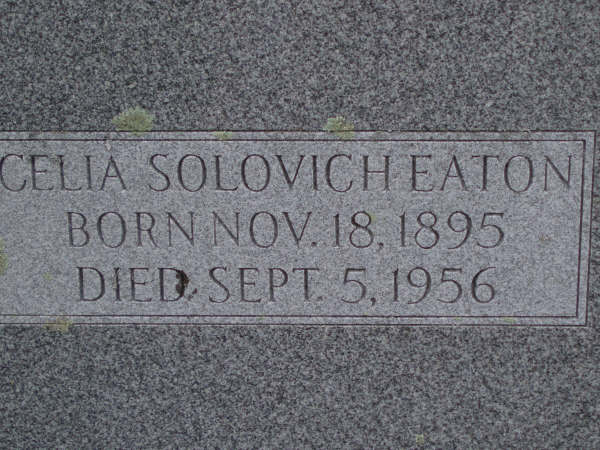 CELIA SOLOVICH EATON
BORN NOV. 18, 1895
DIED SEPT. 5, 1956